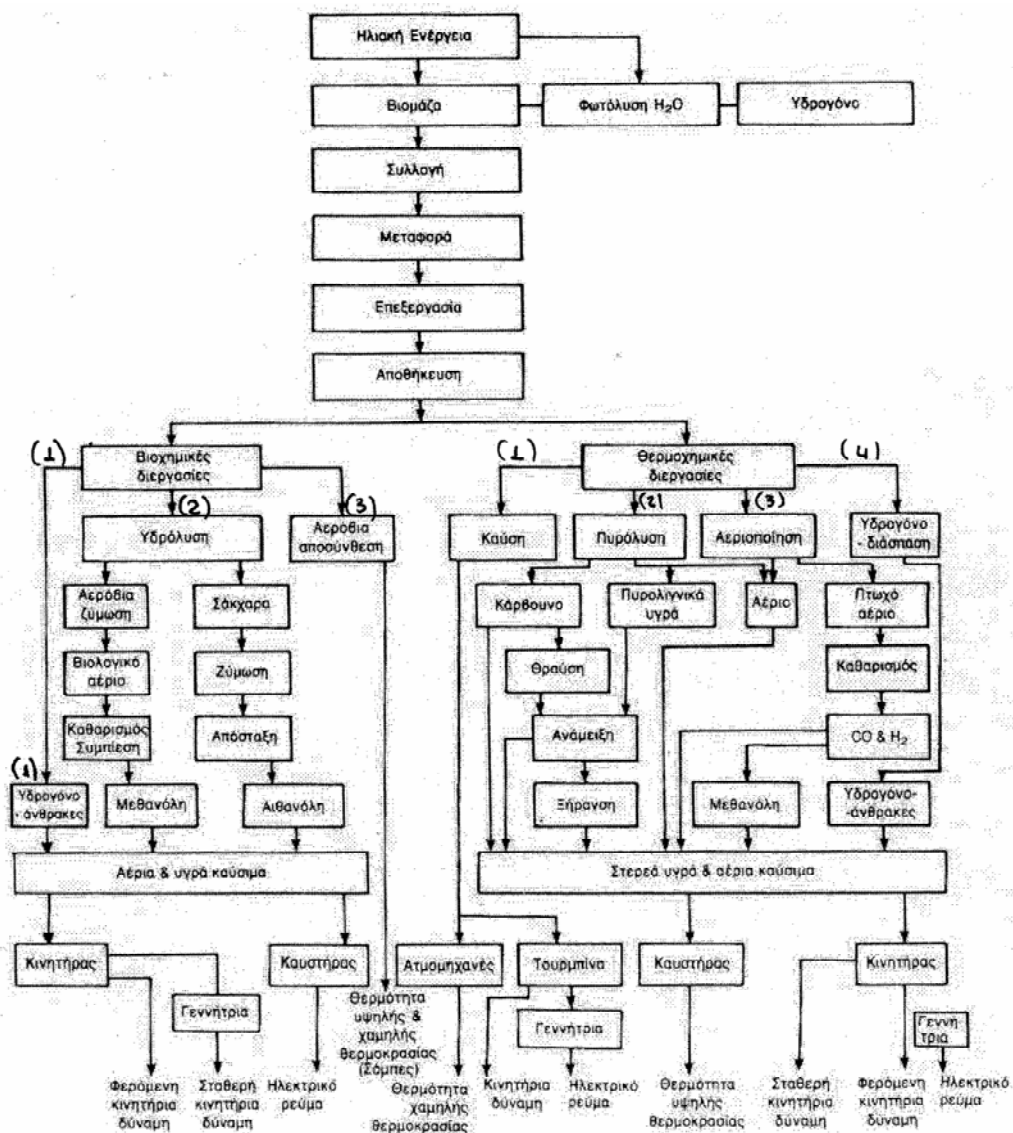 Ηλιακή Ενέργεια
Βιομάζα
Φωτόλυση H₂O
Υδρογόνο
Συλλογή
Μεταφορά
Επεξεργασία
Αποθήκευση
(1)
Βιοχημικές
διεργασίες
(1)
Θερμοχημικές
διεργασίες
(4)
(2)
(3)
(2)
(3)
Υδρόλυση
Αερόβια
αποσύνθεση
Καύση
Πυρόλυση
Αεριοποίηση
Υδρογόνο
-διάσπαση
Αερόβια
ζύμωση
Σάκχαρα
Κάρβουνο
Πυρολιγνικά
υγρά
Αέριο
Πτωχό
αέριο
Βιολογικό
αέριο
Ζύμωση
Θραύση
Καθαρισμός
Καθαρισμός
Συμπίεση
Απόσταξη
Ανάμειξη
CO & H₂
(1)
Υδρογόνο
-άνθρακες
Μεθανόλη
Αιθανόλη
Ξήρανση
Μεθανόλη
Υδρογόνο-
-άνθρακες
Αέρια & υγρά καύσιμα
Στερεά υγρά & αέρια καύσιμα
Κινητήρας
Καυστήρας
Ατμομηχανές
Τουρμπίνα
Καυστήρας
Κινητήρας
Γεννήτρια
Θερμότητα
υψηλής &
χαμηλής
θερμοκρασίας
(Σόμπες)
Γεννήτρια
Γεννή-
τρια
Φερόμενη
κινητήρια
δύναμη
Σταθερή
κινητήρια
δύναμη
Ηλεκτρικό
ρεύμα
Θερμότητα
χαμηλής
θερμοκρασίας
Κινητήρια
δύναμη
Ηλεκτρικό
ρεύμα
Θερμότητα
υψηλής
θερμοκρασίας
Σταθερή
κινητήρια
δύναμη
Φερόμενη
κινητήρια
δύναμη
Ηλεκτρικό
ρεύμα